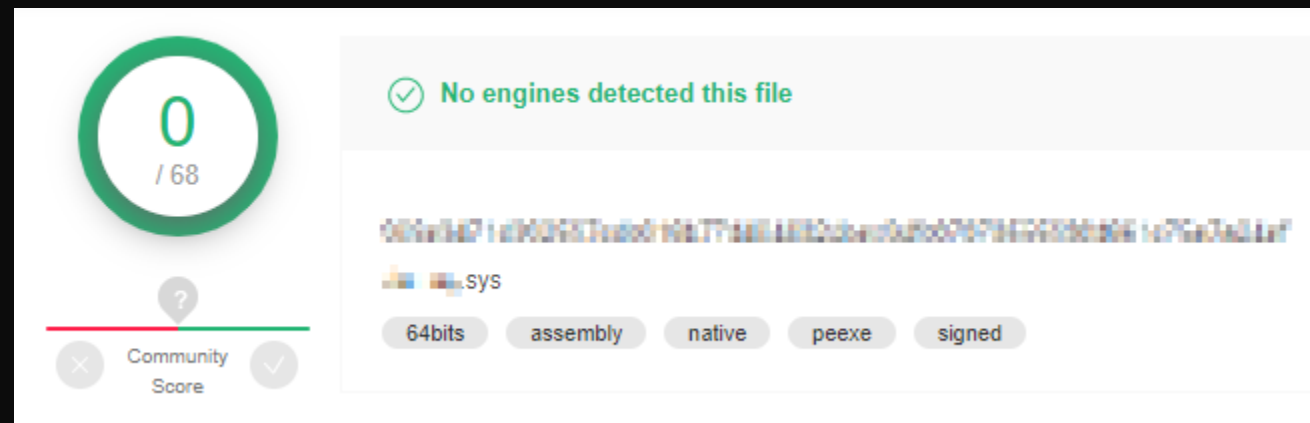 0
/ 68
No engines detected this file
.sys
64bits assembly native peexe signed
?
Community
Score